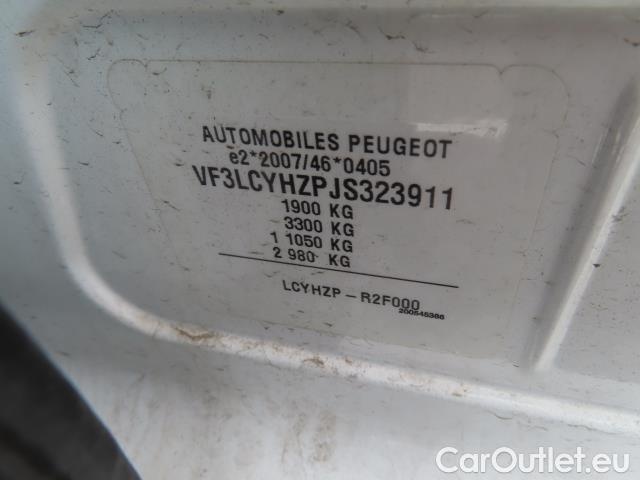 AUTOMOBILES PEUGEOT
e2*2007/46*0405
VF3LCYHZPJS323911
1900 KG
3300 KG
1 1050 KG
2 980 KG
LCYHZP - R2F000
200545386
CarOutlet.eu